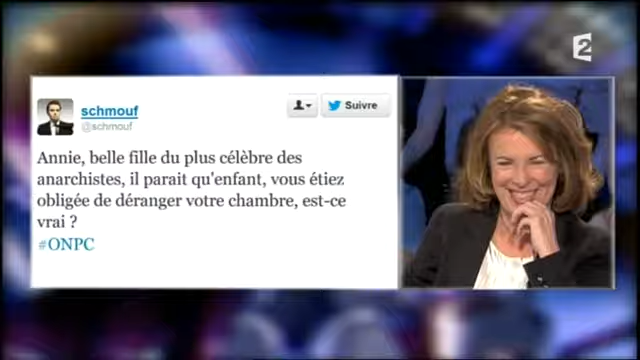 2
schmouf
@schmouf
Suivre
Annie, belle fille du plus célèbre des
anarchistes, il parait qu'enfant, vous étiez
obligée de déranger votre chambre, est-ce
vrai ?
#ONPC